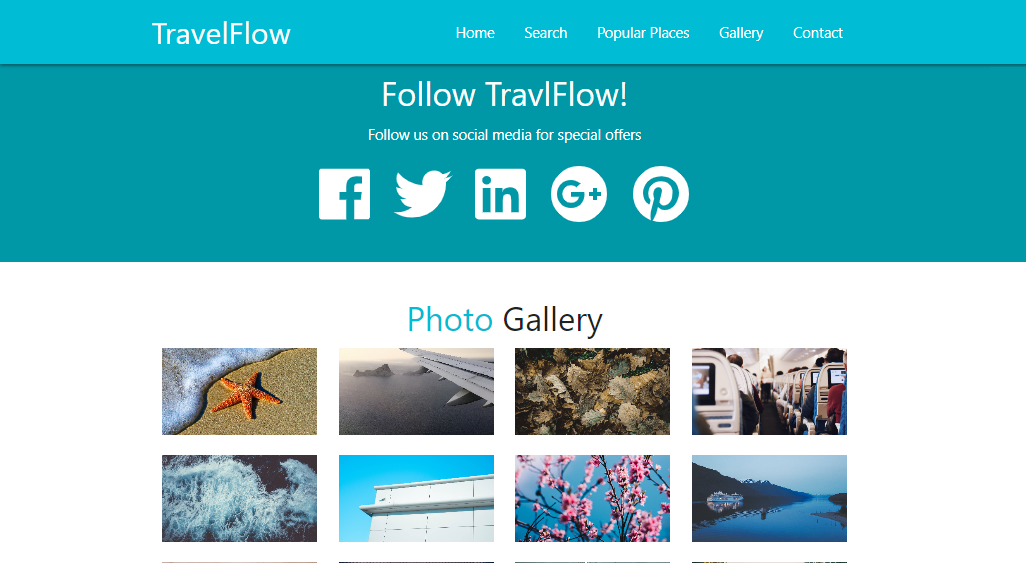 TravelFlow
Home Search Popular Places Gallery Contact
Follow TravlFlow!
Follow us on social media for special offers
Photo Gallery